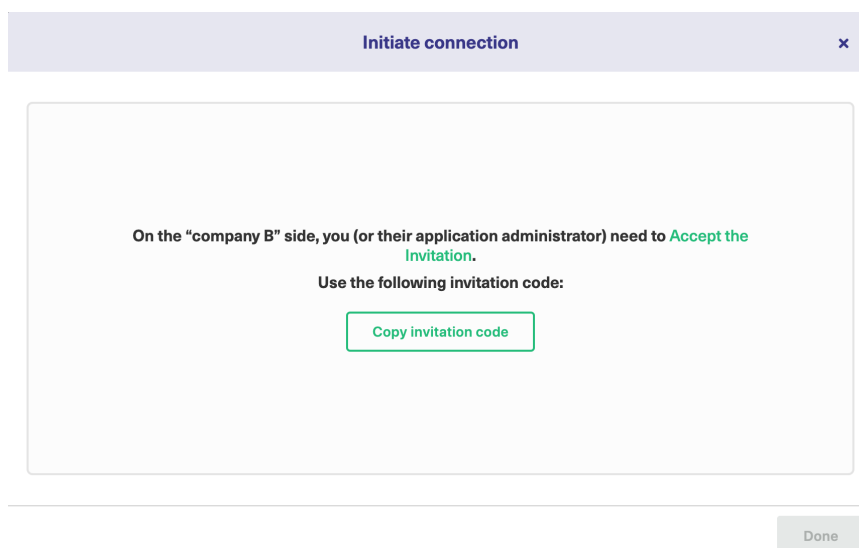 Initiate connection
×
On the “company B” side, you (or their application administrator) need to Accept the
Invitation.
Use the following invitation code:
Copy invitation code
Done